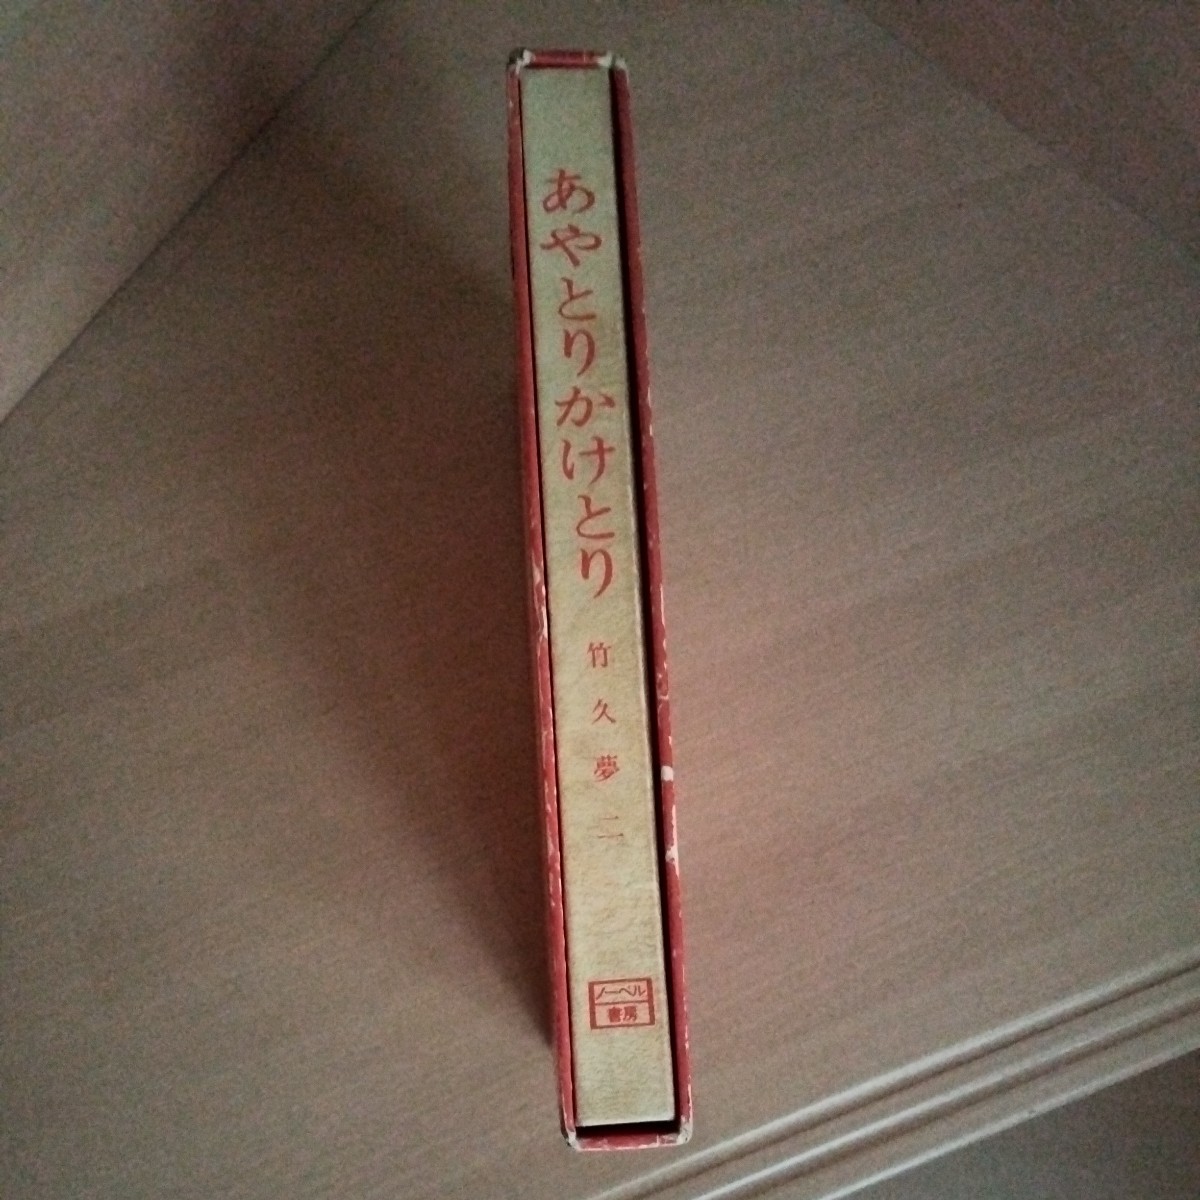 あやとりかけとり
竹久夢二
ノーベル
書房